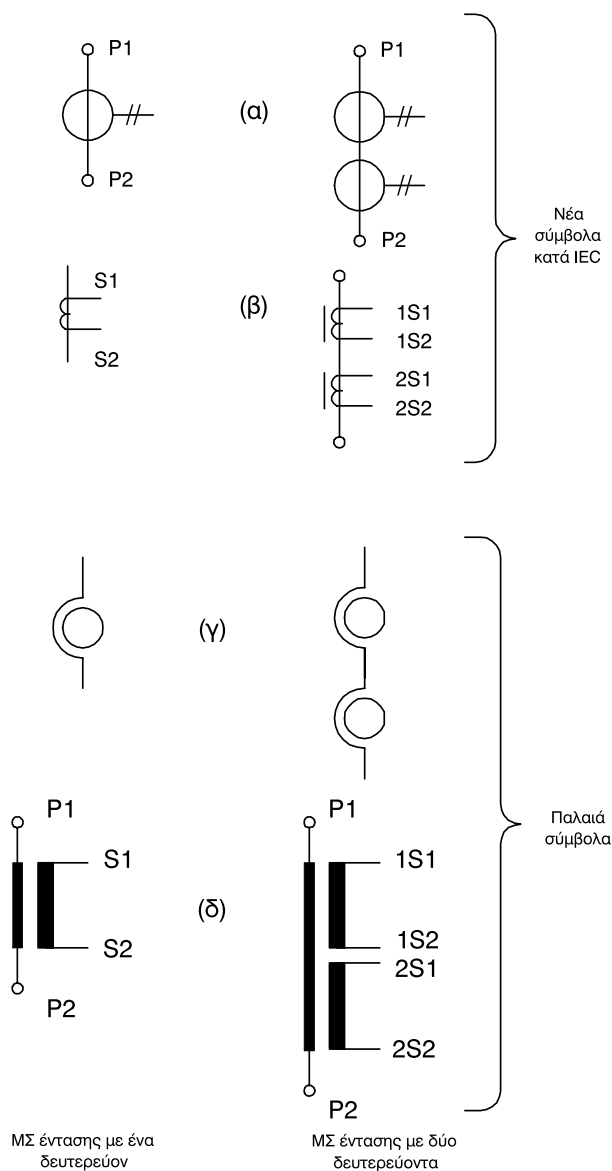 P1
P1
(α)
P2
P2
Νέα
σύμβολα
κατά IEC
S1
(β)
1S1
1S2
S2
2S1
2S2
(γ)
P1
P1
Παλαιά
σύμβολα
S1
1S1
(δ)
S2
1S2
2S1
P2
2S2
P2
ΜΣ έντασης με ένα
δευτερεύον
ΜΣ έντασης με δύο
δευτερεύοντα